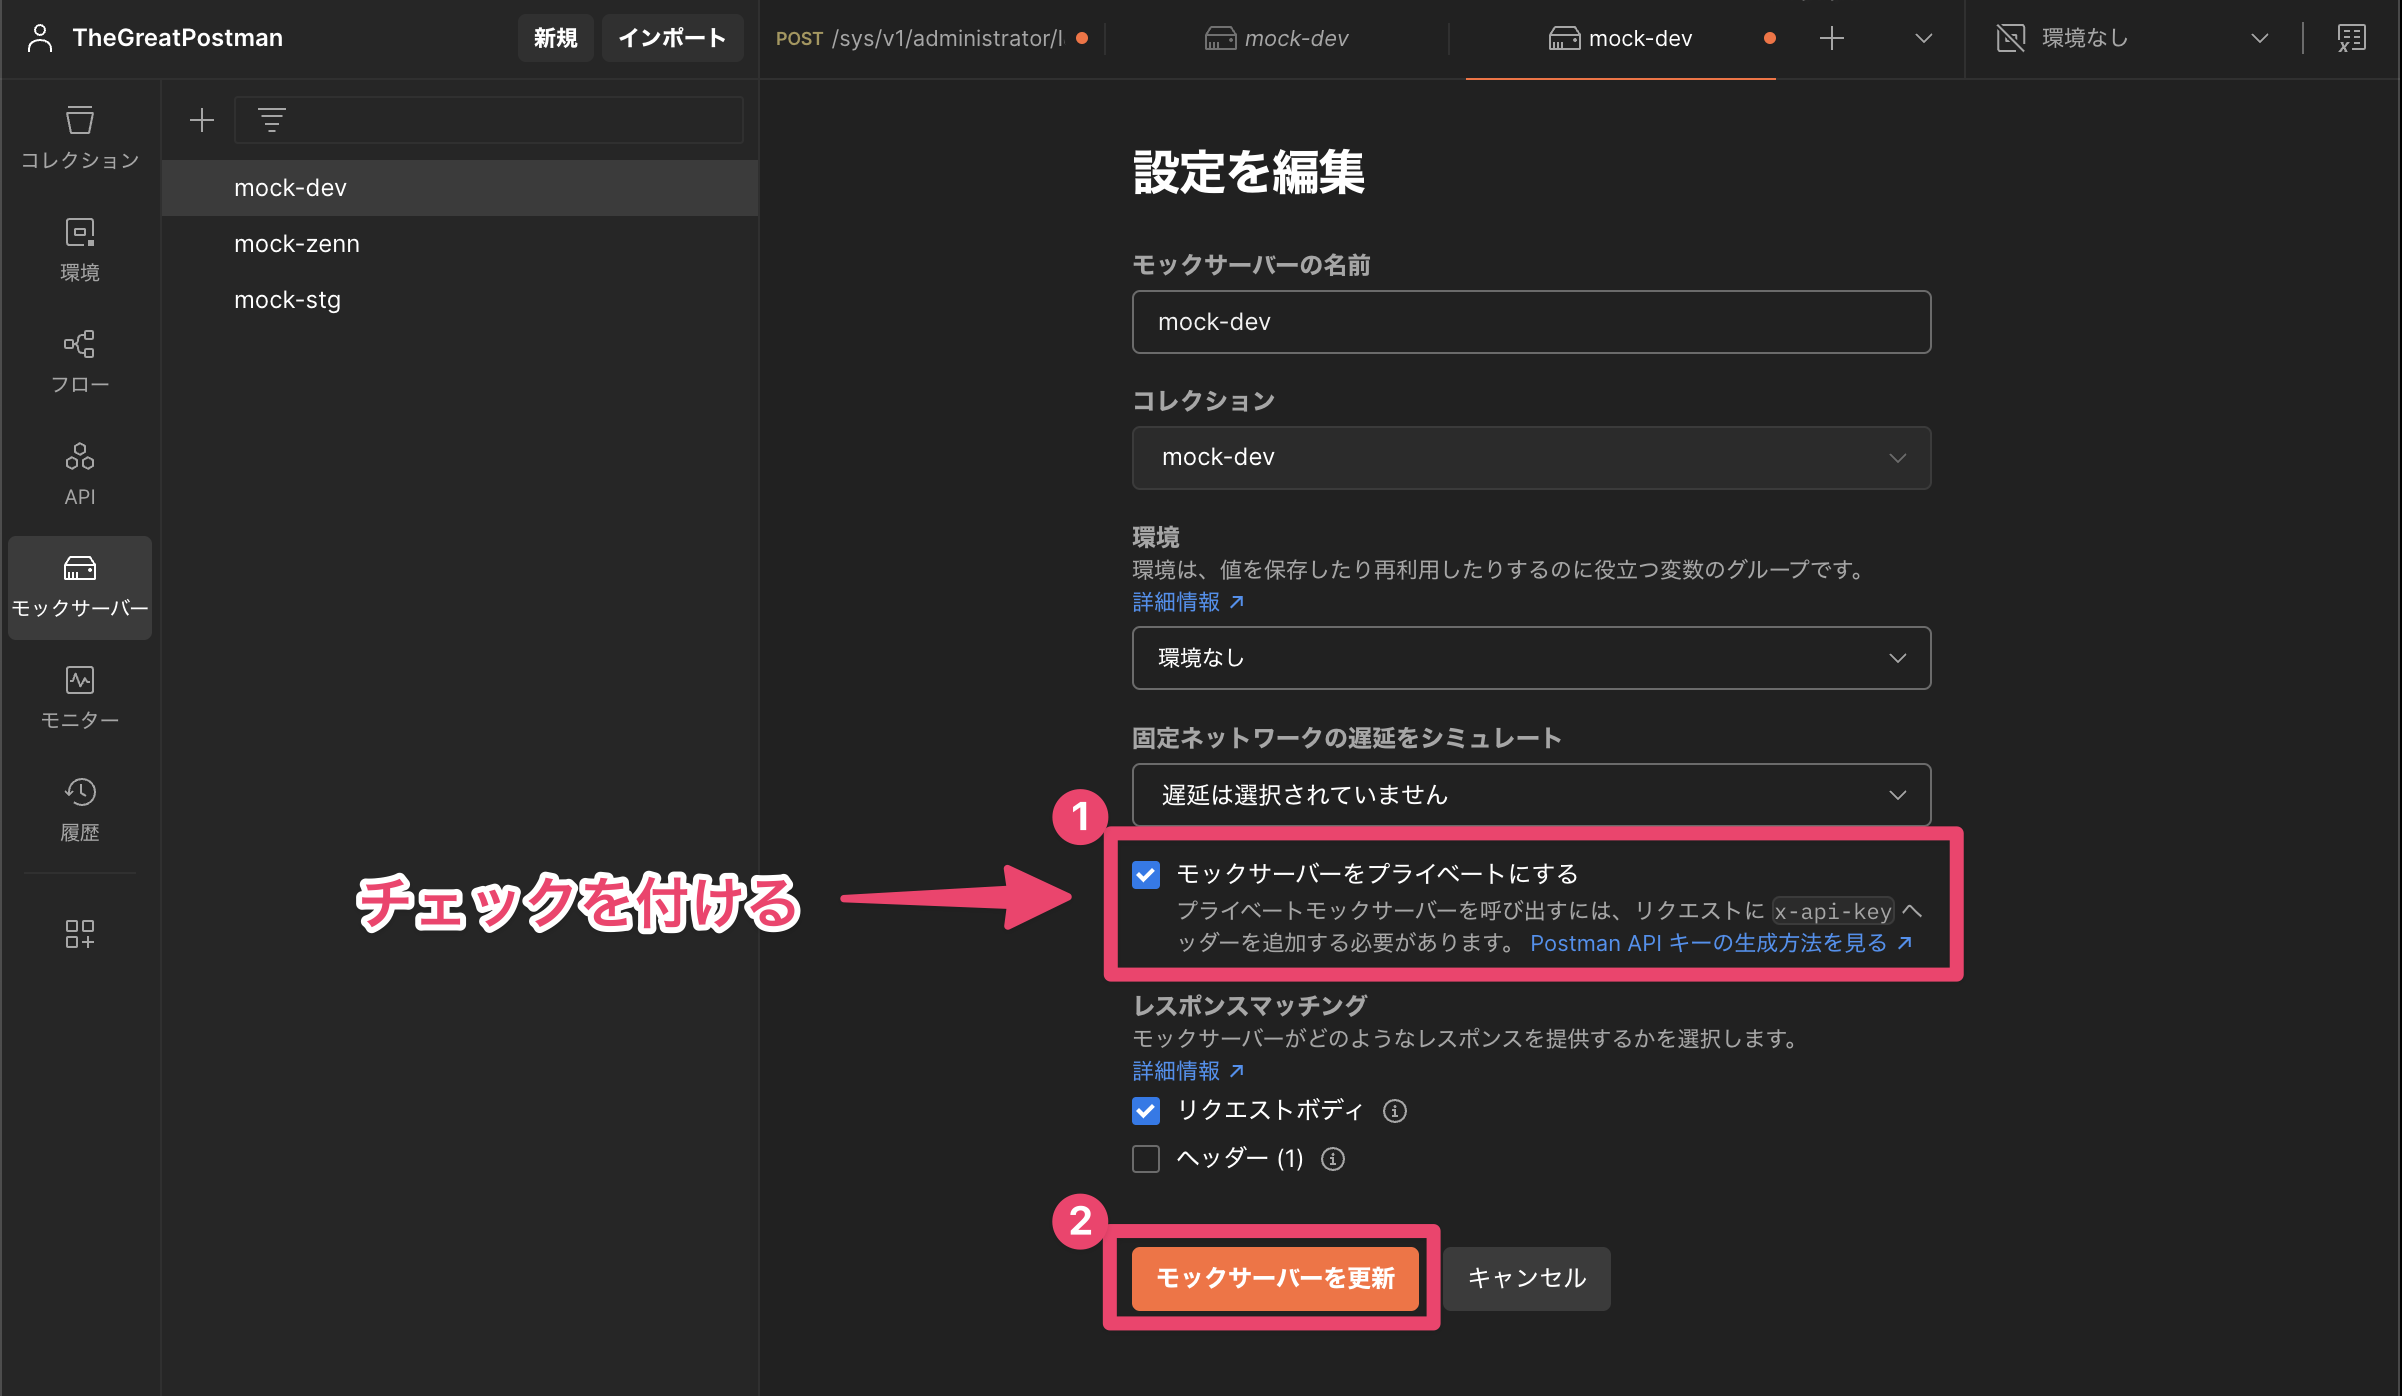 TheGreatPostman
新規
インポート
POST /sys/v1/administrator/l
mock-dev
mock-dev
環境なし
コレクション
環境
フロー
API
モックサーバー
モニター
履歴
mock-dev
mock-zenn
mock-stg
設定を編集
モックサーバーの名前
mock-dev
コレクション
mock-dev
環境
環境は、値を保存したり再利用したりするのに役立つ変数のグループです。
詳細情報 ↗
環境なし
固定ネットワークの遅延をシミュレート
遅延は選択されていません
1
チェックを付ける
モックサーバーをプライベートにする
プライベートモックサーバーを呼び出すには、リクエストに x-api-key ヘ
ッダーを追加する必要があります。 Postman API キーの生成方法を見る ↗
レスポンスマッチング
モックサーバーがどのようなレスポンスを提供するかを選択します。
詳細情報 ↗
リクエストボディ
ヘッダー (1)
2
モックサーバーを更新
キャンセル